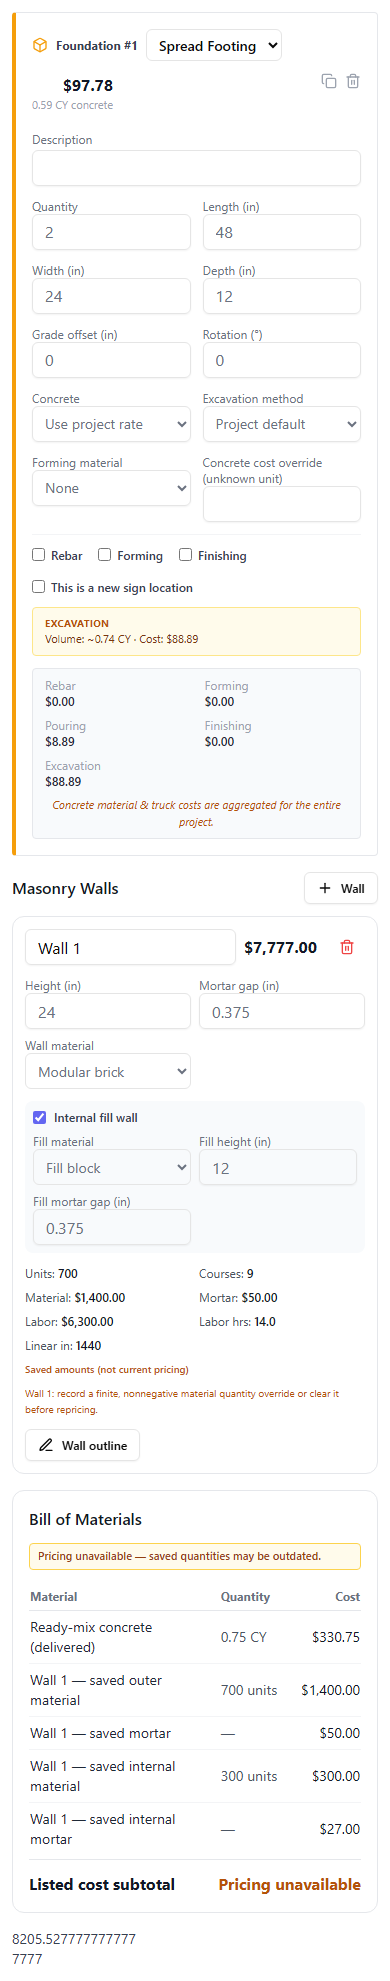 Foundation #1 Spread Footing
$97.78
0.59 CY concrete
Description
Quantity Length (in)
2 48
Width (in) Depth (in)
24 12
Grade offset (in) Rotation (°)
0 0
Concrete Excavation method
Use project rate Project default
Forming material Concrete cost override
(unknown unit)
None
Rebar Forming Finishing
This is a new sign location
EXCAVATION
Volume: ~0.74 CY · Cost: $88.89
Rebar Forming
$0.00 $0.00
Pouring Finishing
$8.89 $0.00
Excavation
$88.89
Concrete material & truck costs are aggregated for the entire
project.
Masonry Walls + Wall
Wall 1 $7,777.00
Height (in) Mortar gap (in)
24 0.375
Wall material
Modular brick
Internal fill wall
Fill material Fill height (in)
Fill block 12
Fill mortar gap (in)
0.375
Units: 700 Courses: 9
Material: $1,400.00 Mortar: $50.00
Labor: $6,300.00 Labor hrs: 14.0
Linear in: 1440
Saved amounts (not current pricing)
Wall 1: record a finite, nonnegative material quantity override or clear it
before repricing.
Wall outline
Bill of Materials
Pricing unavailable — saved quantities may be outdated.
Material Quantity Cost
Ready-mix concrete
(delivered) 0.75 CY $330.75
Wall 1 — saved outer
material 700 units $1,400.00
Wall 1 — saved mortar — $50.00
Wall 1 — saved internal
material 300 units $300.00
Wall 1 — saved internal
mortar — $27.00
Listed cost subtotal Pricing unavailable
8205.527777777777
7777